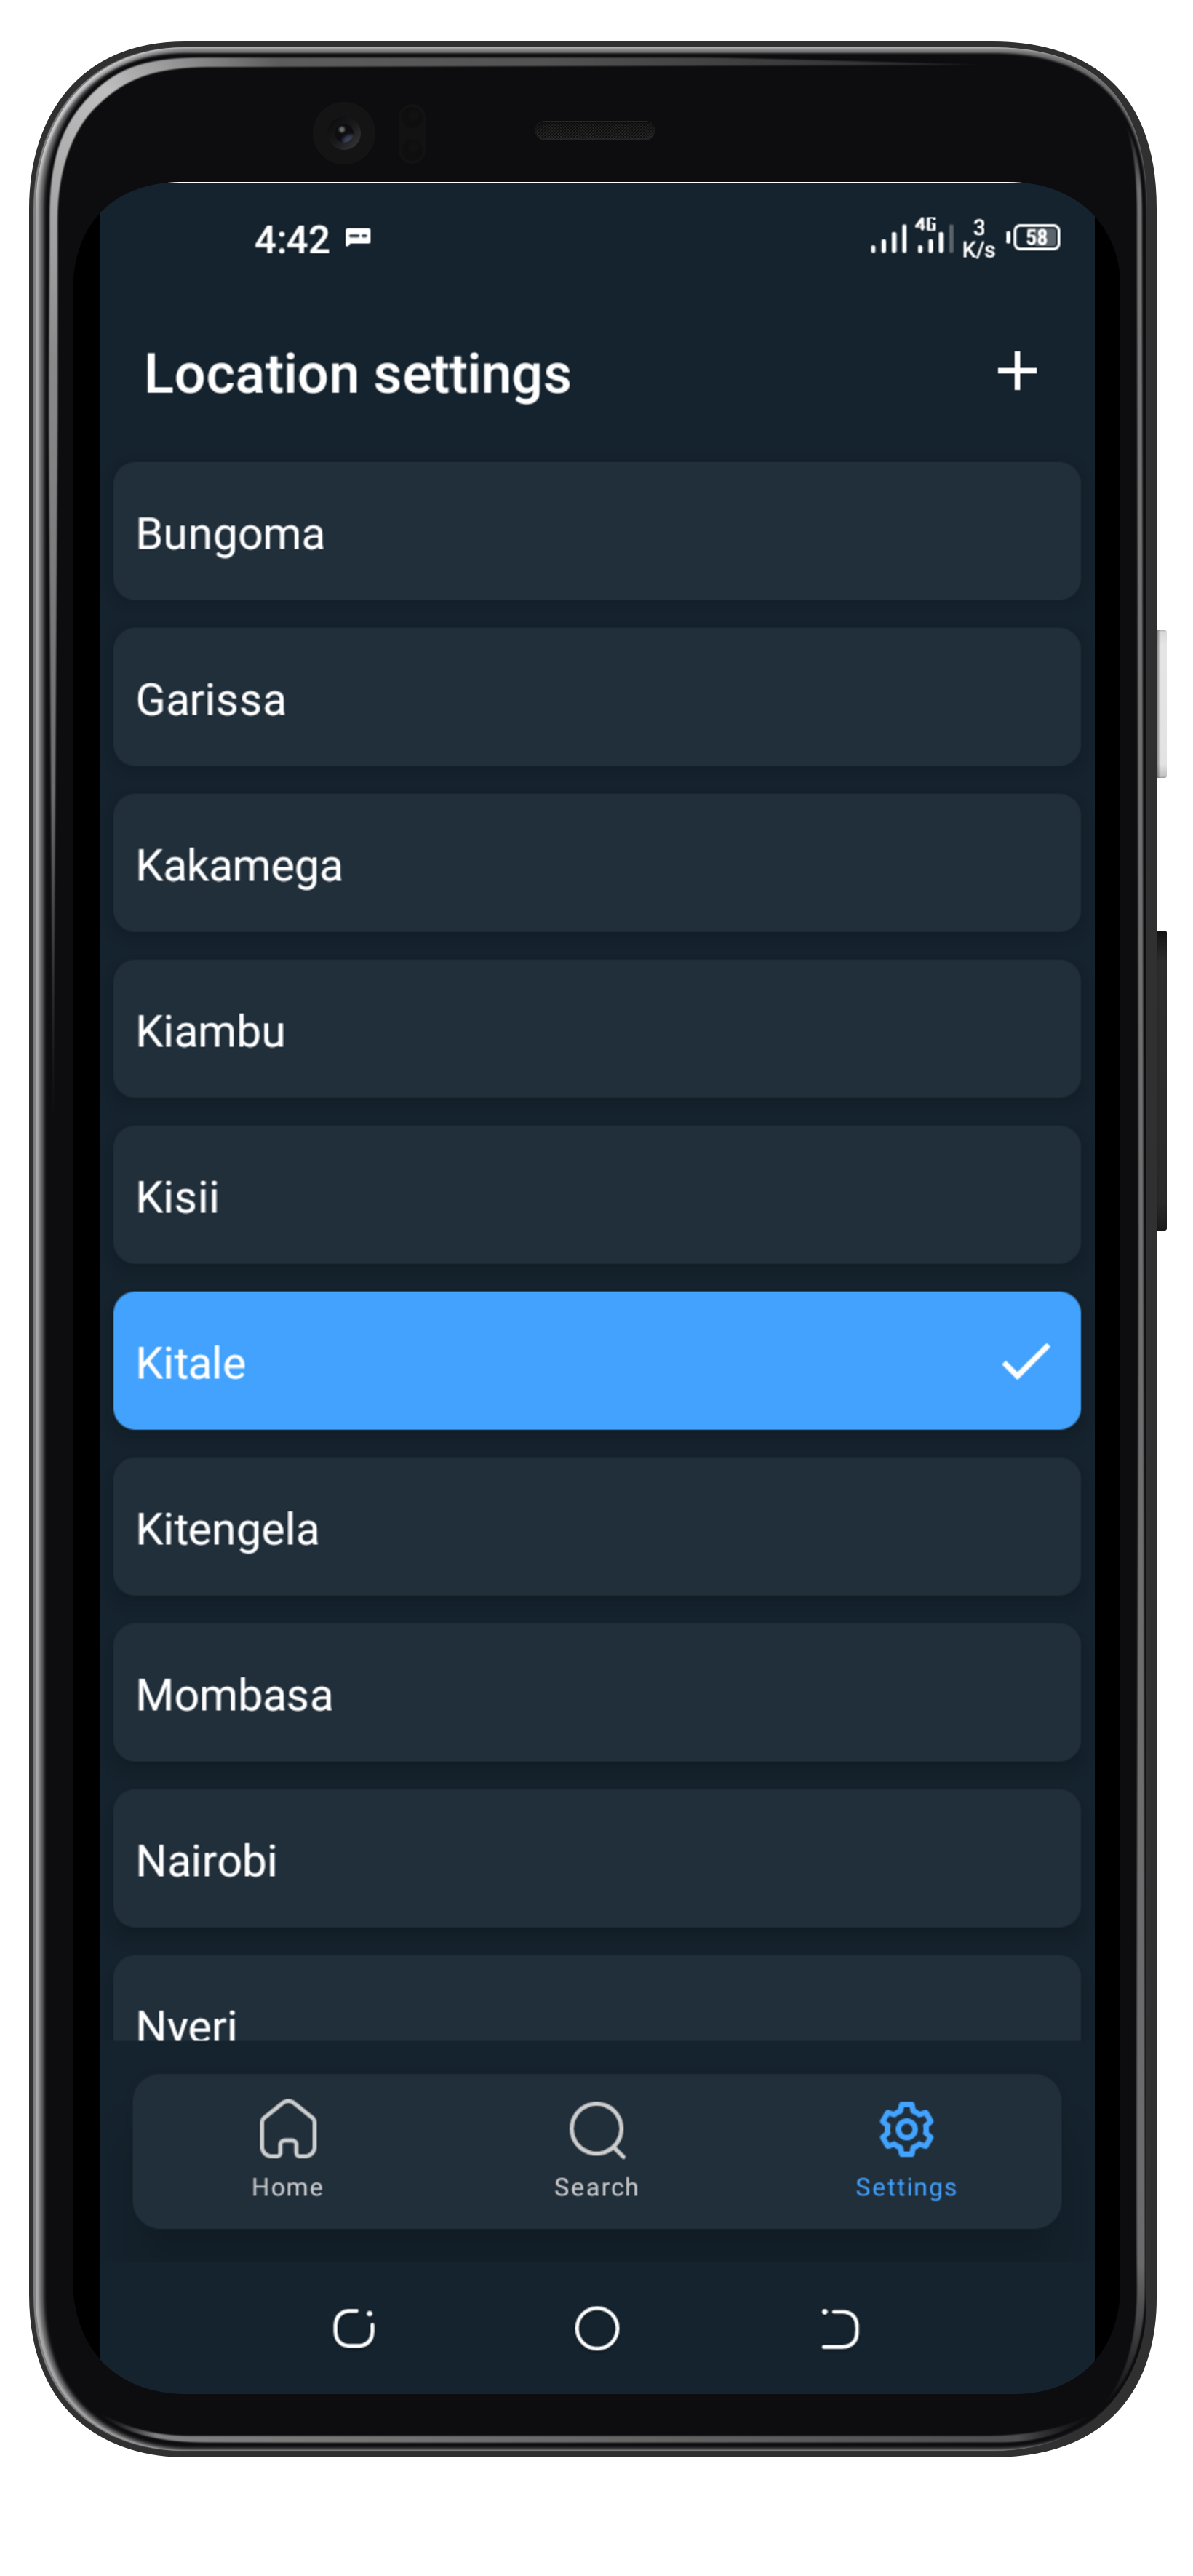 4:42
4G
3
K/s
58
Location settings
Bungoma
Garissa
Kakamega
Kiambu
Kisii
Kitale
Kitengela
Mombasa
Nairobi
Nyeri
Home
Search
Settings